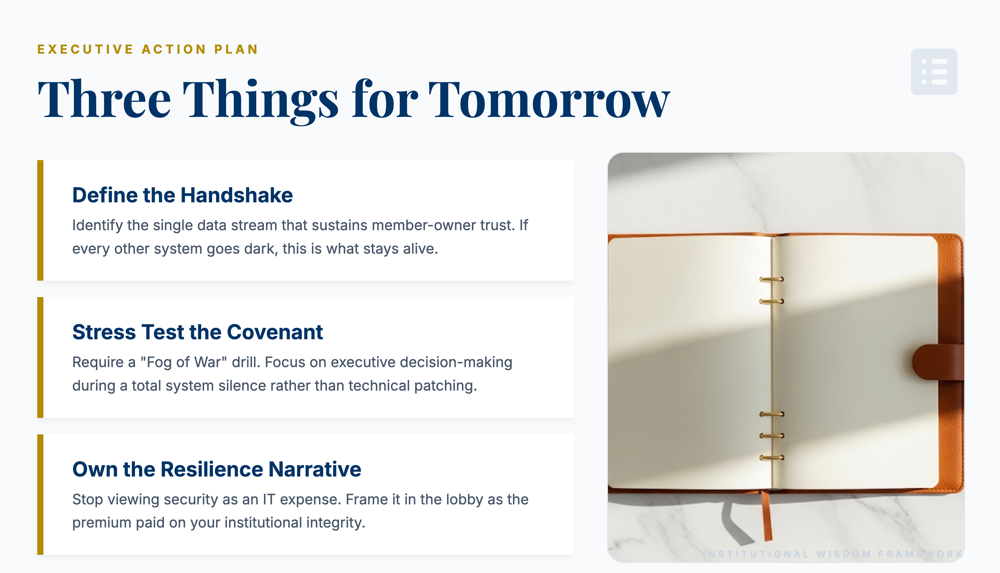 EXECUTIVE ACTION PLAN
Three Things for Tomorrow
Define the Handshake
Identify the single data stream that sustains member-owner trust. If
every other system goes dark, this is what stays alive.
Stress Test the Covenant
Require a "Fog of War" drill. Focus on executive decision-making
during a total system silence rather than technical patching.
Own the Resilience Narrative
Stop viewing security as an IT expense. Frame it in the lobby as the
premium paid on your institutional integrity.
INSTITUTIONAL WISDOM FRAMEWORK